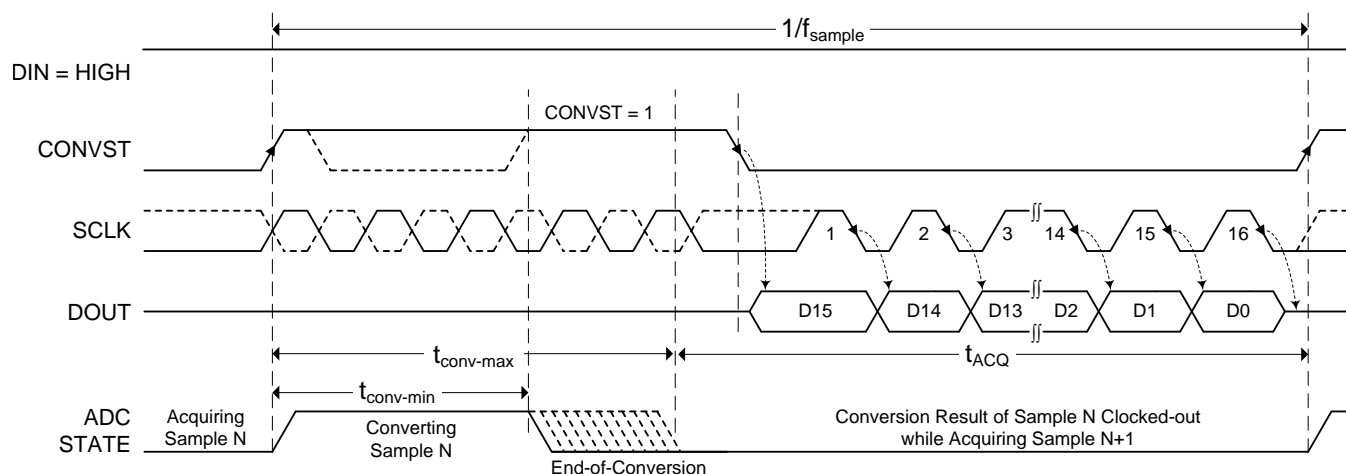 1/fsample
DIN = HIGH
CONVST = 1
CONVST
SCLK
1 2 3 14 15 16
DOUT
D15 D14 D13 D2 D1 D0
tconv-max
tACQ
tconv-min
ADC
STATE
Acquiring
Sample N
Converting
Sample N
End-of-Conversion
Conversion Result of Sample N Clocked-out
while Acquiring Sample N+1